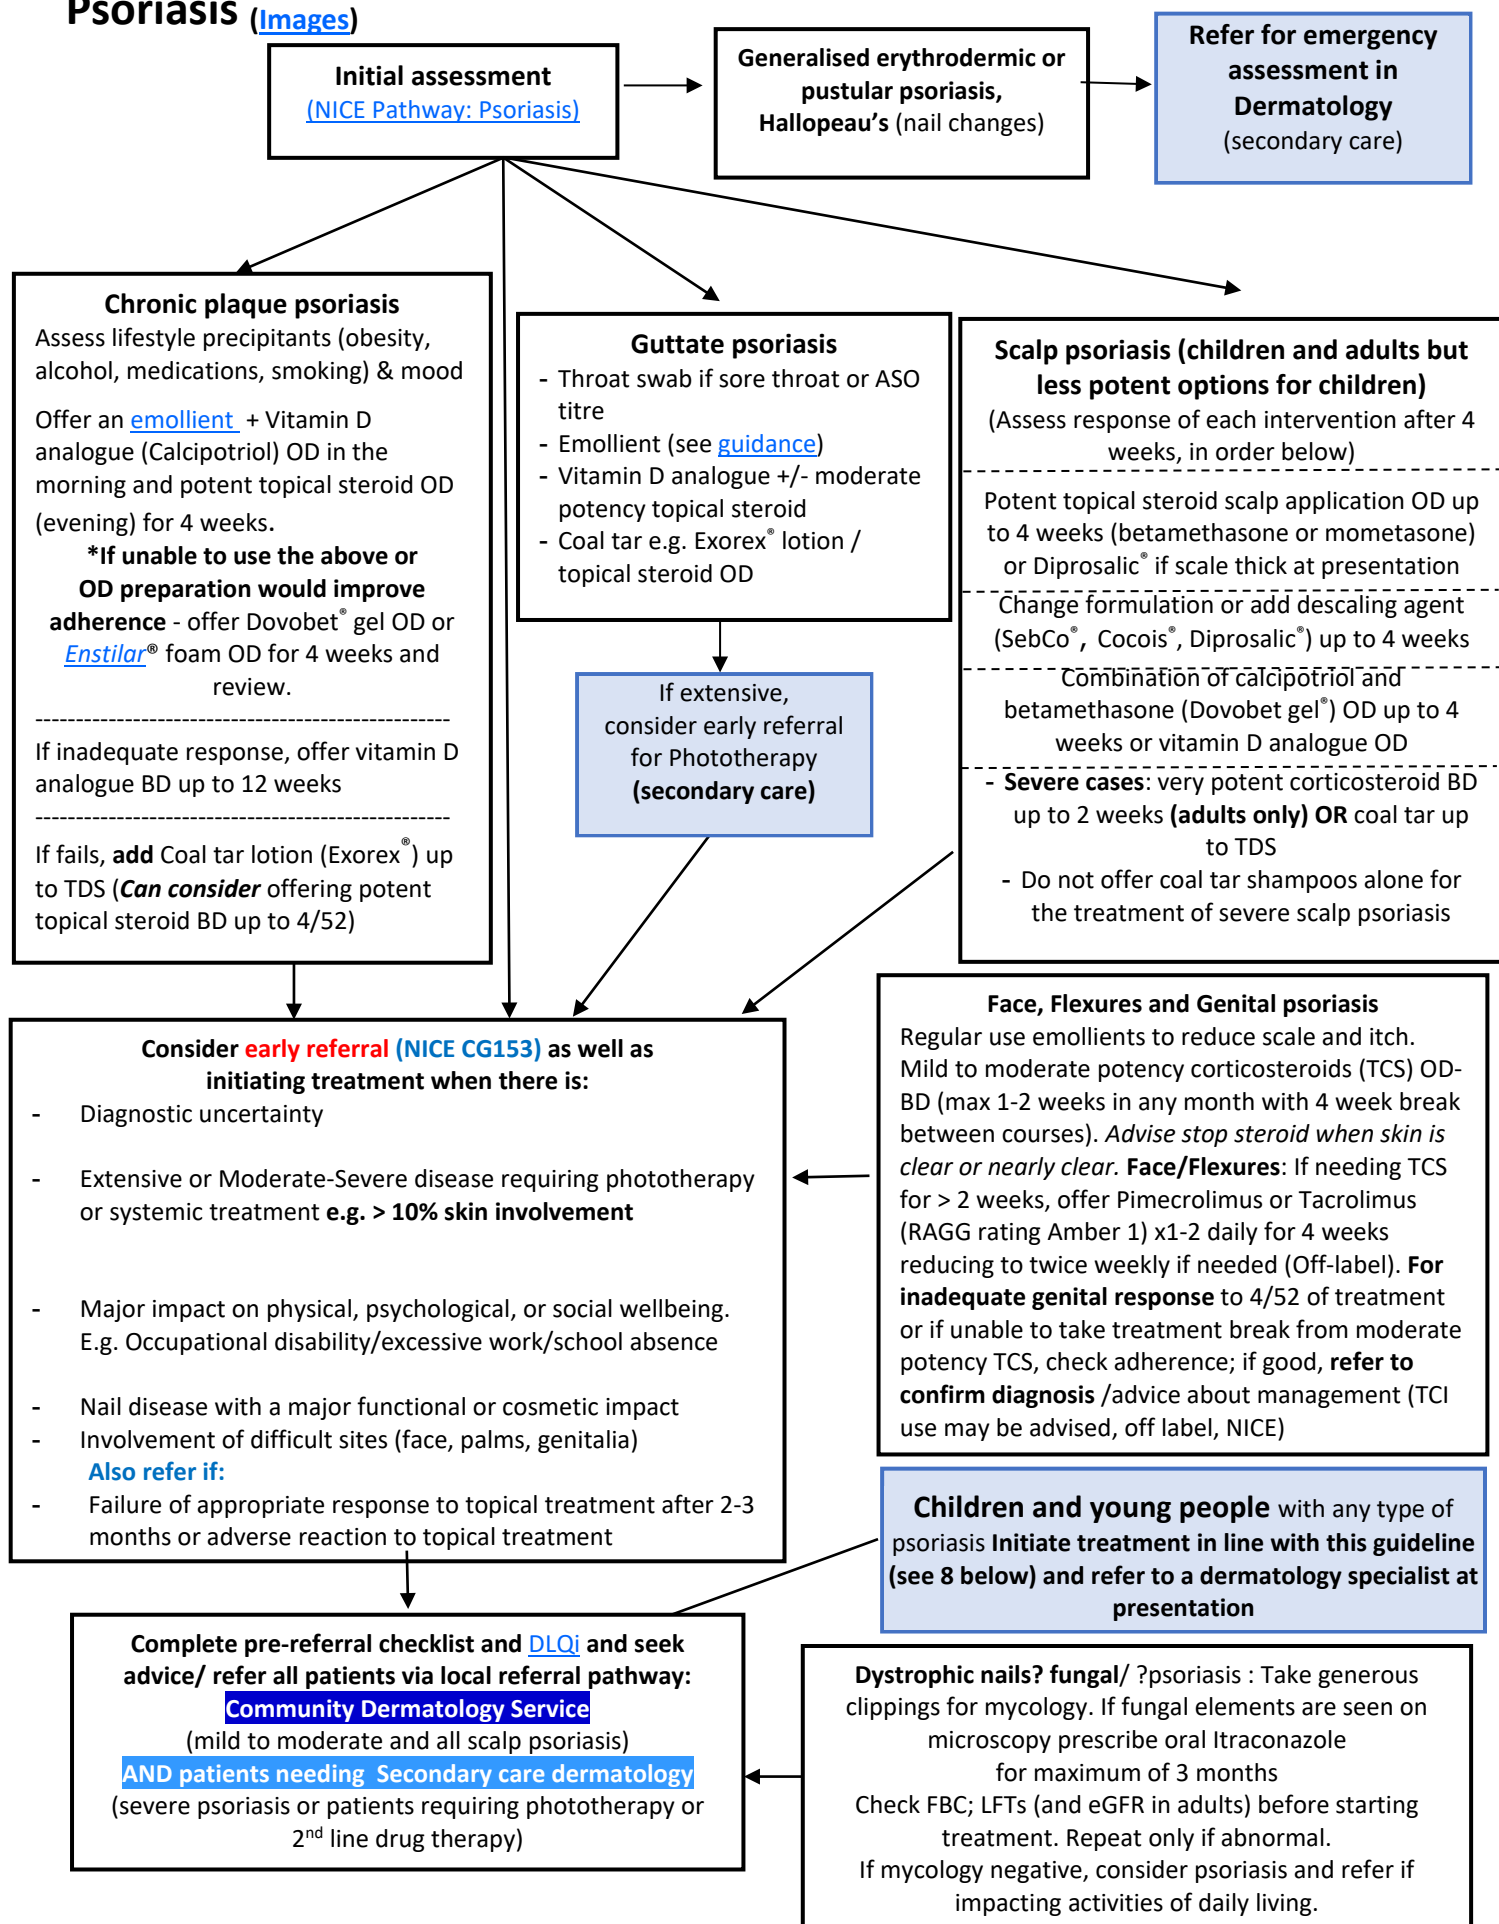 Psoriasis (Images)
Initial assessment
(NICE Pathway: Psoriasis)
Generalised erythrodermic or
pustular psoriasis,
Hallopeau's (nail changes)
Refer for emergency
assessment in
Dermatology
(secondary care)
Chronic plaque psoriasis
Assess lifestyle precipitants (obesity,
alcohol, medications, smoking) & mood
Offer an emollient + Vitamin D
analogue (Calcipotriol) OD in the
morning and potent topical steroid OD
(evening) for 4 weeks.
*If unable to use the above or
OD preparation would improve
adherence - offer Dovobet® gel OD or
Enstilar® foam OD for 4 weeks and
review.
---------------------------------------------------
If inadequate response, offer vitamin D
analogue BD up to 12 weeks
---------------------------------------------------
If fails, add Coal tar lotion (Exorex®) up
to TDS (Can consider offering potent
topical steroid BD up to 4/52)
Guttate psoriasis
- Throat swab if sore throat or ASO
titre
- Emollient (see guidance)
- Vitamin D analogue +/- moderate
potency topical steroid
- Coal tar e.g. Exorex® lotion /
topical steroid OD
If extensive,
consider early referral
for Phototherapy
(secondary care)
Scalp psoriasis (children and adults but
less potent options for children)
(Assess response of each intervention after 4
weeks, in order below)
Potent topical steroid scalp application OD up
to 4 weeks (betamethasone or mometasone)
or Diprosalic® if scale thick at presentation
Change formulation or add descaling agent
(SebCo®, Cocois®, Diprosalic®) up to 4 weeks
Combination of calcipotriol and
betamethasone (Dovobet gel®) OD up to 4
weeks or vitamin D analogue OD
- Severe cases: very potent corticosteroid BD
up to 2 weeks (adults only) OR coal tar up
to TDS
- Do not offer coal tar shampoos alone for
the treatment of severe scalp psoriasis
Consider early referral (NICE CG153) as well as
initiating treatment when there is:
- Diagnostic uncertainty
- Extensive or Moderate-Severe disease requiring phototherapy
or systemic treatment e.g. > 10% skin involvement
- Major impact on physical, psychological, or social wellbeing.
E.g. Occupational disability/excessive work/school absence
- Nail disease with a major functional or cosmetic impact
- Involvement of difficult sites (face, palms, genitalia)
Also refer if:
- Failure of appropriate response to topical treatment after 2-3
months or adverse reaction to topical treatment
Face, Flexures and Genital psoriasis
Regular use emollients to reduce scale and itch.
Mild to moderate potency corticosteroids (TCS) OD-
BD (max 1-2 weeks in any month with 4 week break
between courses). Advise stop steroid when skin is
clear or nearly clear. Face/Flexures: If needing TCS
for > 2 weeks, offer Pimecrolimus or Tacrolimus
(RAGG rating Amber 1) x1-2 daily for 4 weeks
reducing to twice weekly if needed (Off-label). For
inadequate genital response to 4/52 of treatment
or if unable to take treatment break from moderate
potency TCS, check adherence; if good, refer to
confirm diagnosis /advice about management (TCI
use may be advised, off label, NICE)
Children and young people with any type of
psoriasis Initiate treatment in line with this guideline
(see 8 below) and refer to a dermatology specialist at
presentation
Complete pre-referral checklist and DLQi and seek
advice/ refer all patients via local referral pathway:
Community Dermatology Service
(mild to moderate and all scalp psoriasis)
AND patients needing Secondary care dermatology
(severe psoriasis or patients requiring phototherapy or
2nd line drug therapy)
Dystrophic nails? fungal/ ?psoriasis : Take generous
clippings for mycology. If fungal elements are seen on
microscopy prescribe oral Itraconazole
for maximum of 3 months
Check FBC; LFTs (and eGFR in adults) before starting
treatment. Repeat only if abnormal.
If mycology negative, consider psoriasis and refer if
impacting activities of daily living.